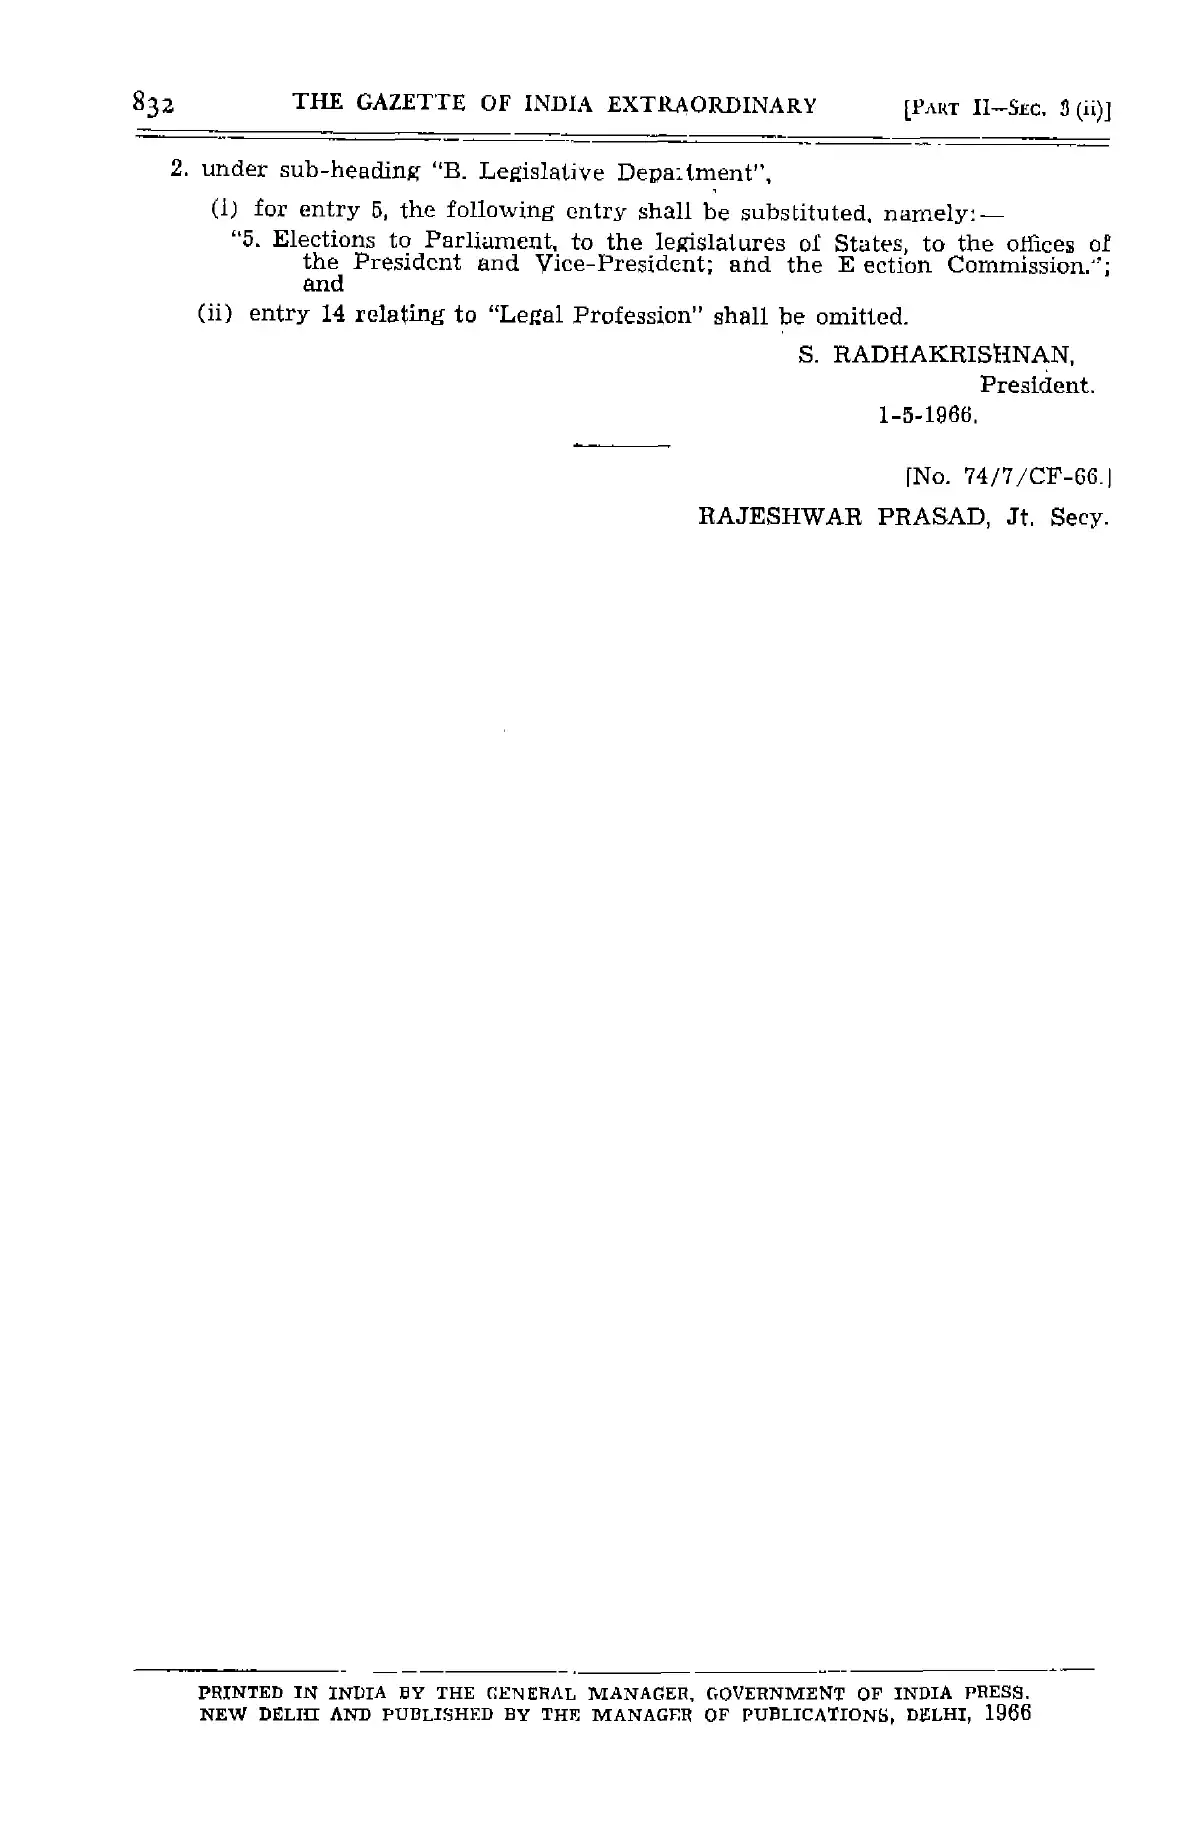 832 THE GAZETTE OF INDIA EXTRAORDINARY [PART II—SEC. 3(ii)]
2. under sub-heading “B. Legislative Department”,
(i) for entry 5, the following entry shall be substituted, namely:—
“5. Elections to Parliament, to the legislatures of States, to the offices of
the President and Vice-President; and the E ection Commission.”;
and
(ii) entry 14 relating to “Legal Profession” shall be omitted.
S. RADHAKRISHNAN,
President.
1-5-1966.
[No. 74/7/CF-66.]
RAJESHWAR PRASAD, Jt. Secy.
PRINTED IN INDIA BY THE GENERAL MANAGER, GOVERNMENT OF INDIA PRESS.
NEW DELHI AND PUBLISHED BY THE MANAGER OF PUBLICATIONS, DELHI, 1966